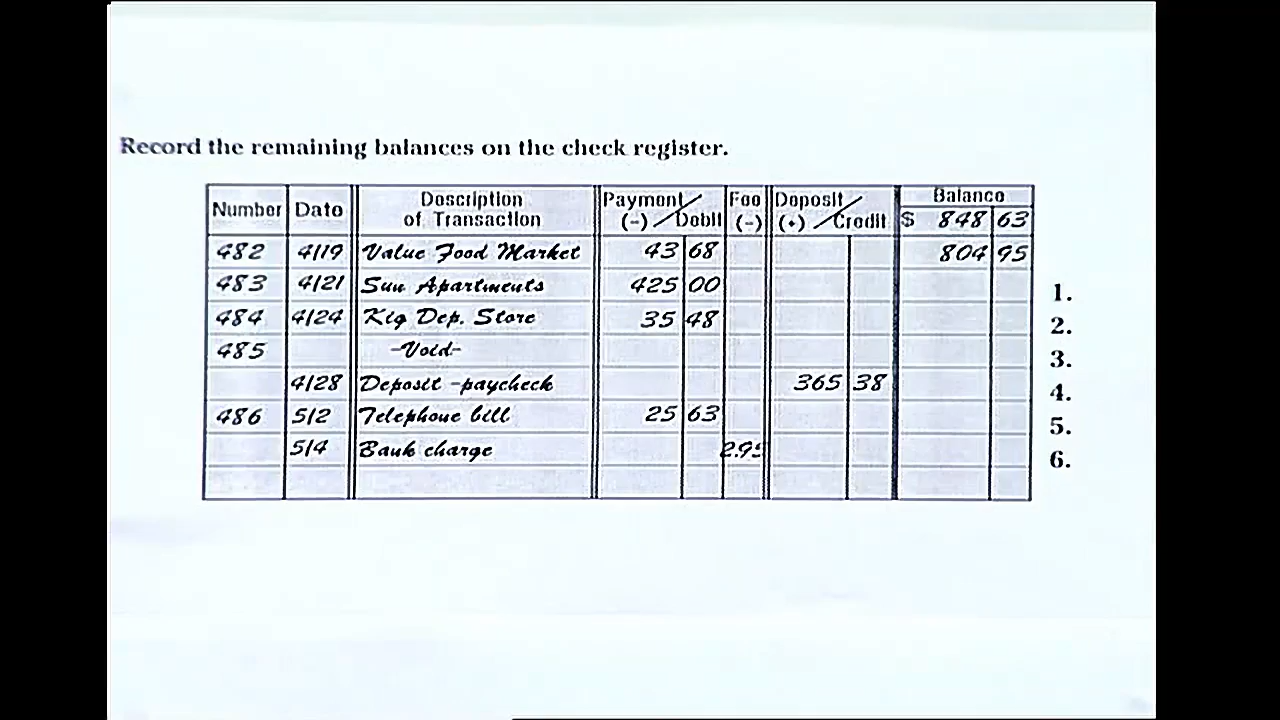 Record the remaining balances on the check register.
Number Date Description of Transaction Payment/Debit (-) Fee (-) Deposit/Credit (+) Balance
$ 848 63
482 4/19 Value Food Market 43 68 804 95
483 4/21 Sun Apartments 425 00 1.
484 4/24 Kig Dep. Store 35 48 2.
485 -Void- 3.
4/28 Deposit -paycheck 365 38 4.
486 5/2 Telephone bill 25 63 5.
5/4 Bank charge 2.95 6.